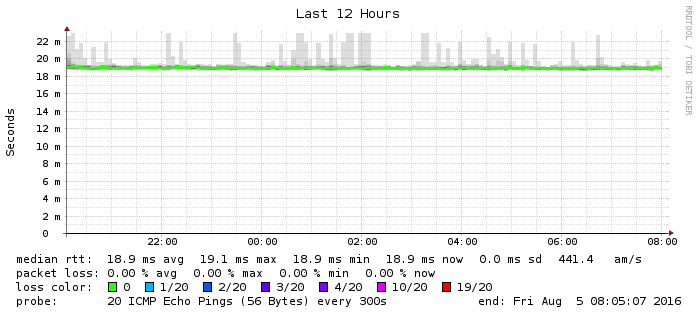 Last 12 Hours
RRDTOOL / TOBI OETIKER
Seconds
22 m
20 m
18 m
16 m
14 m
12 m
10 m
8 m
6 m
4 m
2 m
0
22:00 00:00 02:00 04:00 06:00 08:00
median rtt: 18.9 ms avg 19.1 ms max 18.9 ms min 18.9 ms now 0.0 ms sd 441.4 am/s
packet loss: 0.00 % avg 0.00 % max 0.00 % min 0.00 % now
loss color: 0 1/20 2/20 3/20 4/20 10/20 19/20
probe: 20 ICMP Echo Pings (56 Bytes) every 300s end: Fri Aug 5 08:05:07 2016